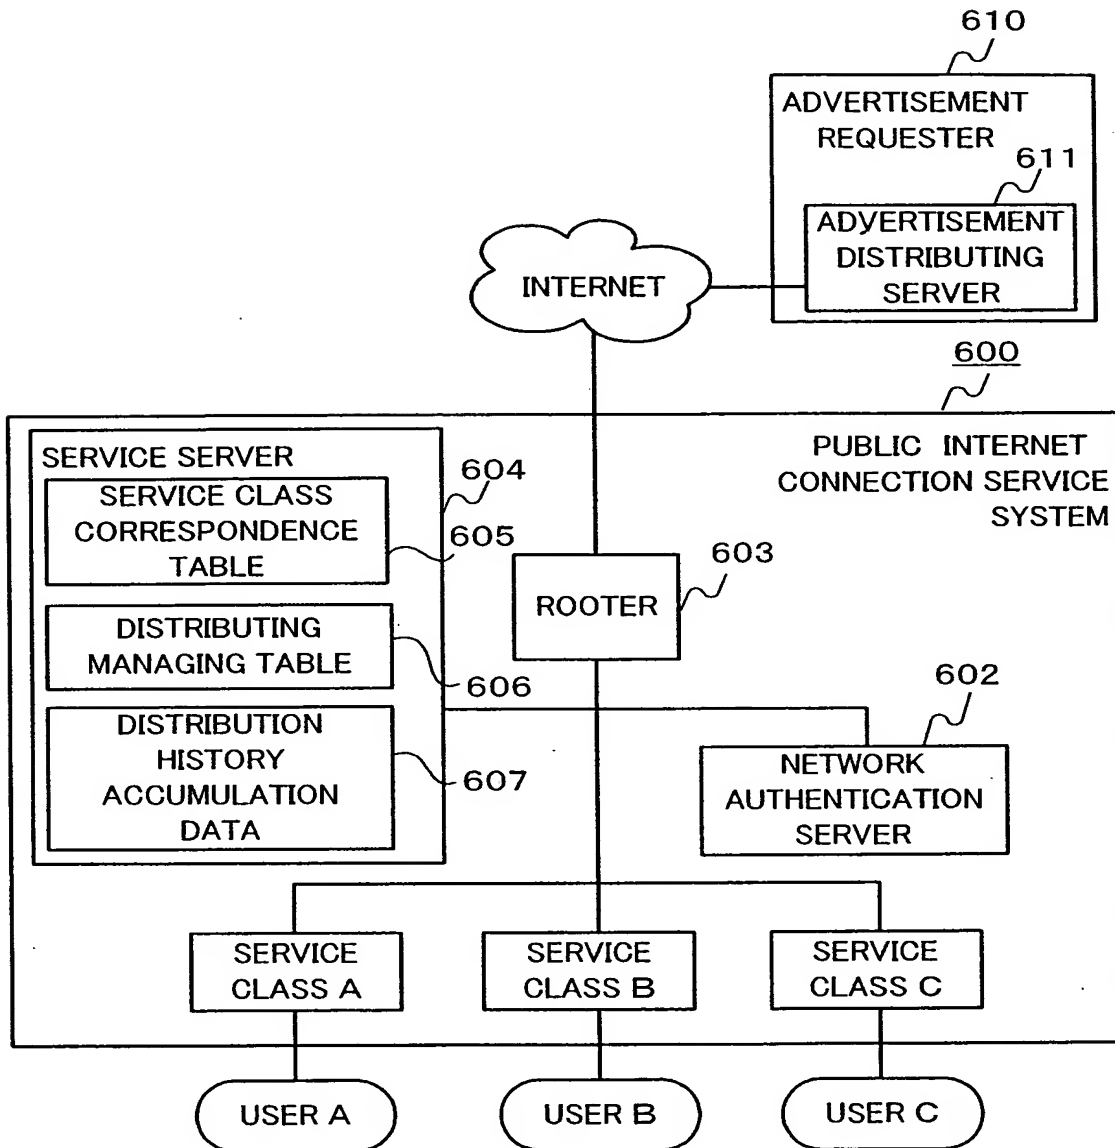 610
ADVERTISEMENT
REQUESTER
611
ADVERTISEMENT
DISTRIBUTING
SERVER
INTERNET
600
PUBLIC INTERNET
CONNECTION SERVICE
SYSTEM
SERVICE SERVER
604
SERVICE CLASS
CORRESPONDENCE
TABLE
605
603
ROOTER
DISTRIBUTING
MANAGING TABLE
606
602
DISTRIBUTION
HISTORY
ACCUMULATION
DATA
607
NETWORK
AUTHENTICATION
SERVER
SERVICE
CLASS A
SERVICE
CLASS B
SERVICE
CLASS C
USER A
USER B
USER C